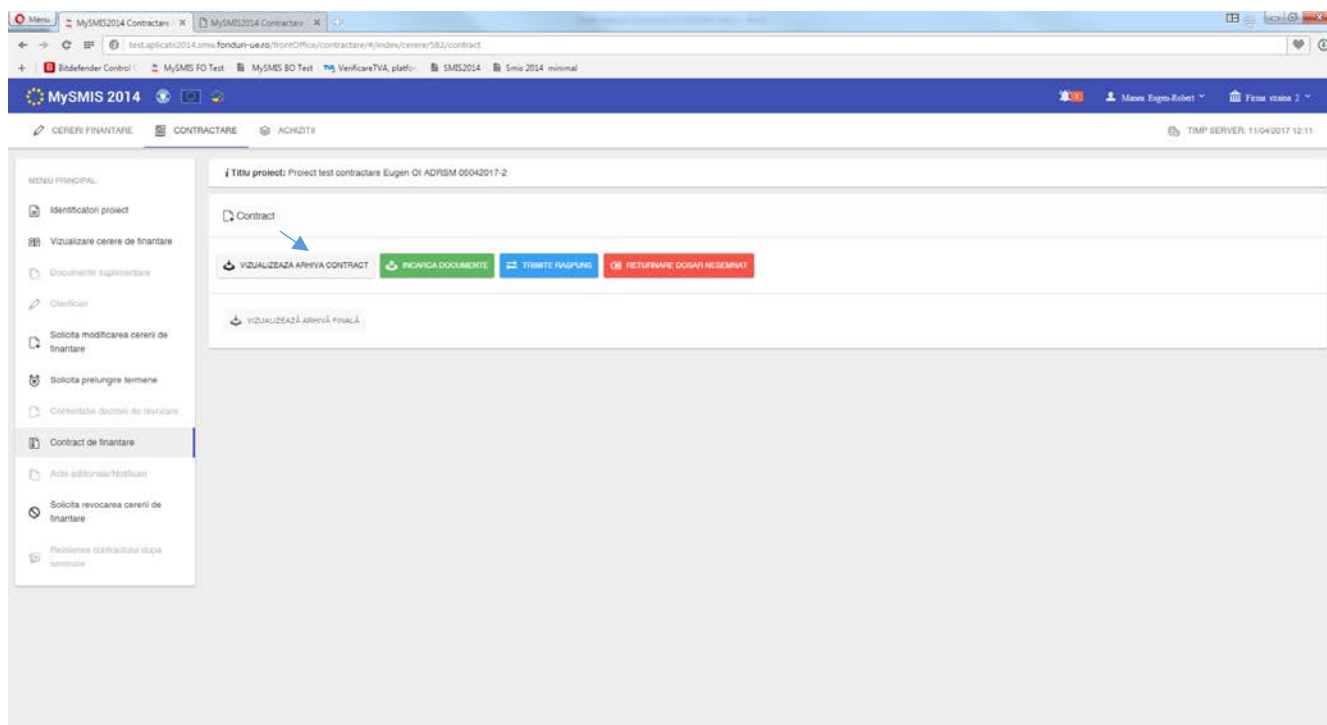 Menu MySMIS2014 Contractare MySMIS2014 Contractare
test.aplicatii2014.smis.fonduri-ue.ro/frontOffice/contractare/#/index/cerere/582/contract
Bitdefender Control C MySMIS FO Test MySMIS BO Test VerificareTVA, platfo- SMIS2014 Smis 2014 minimal
MySMIS 2014 Manea Eugen-Robert Firma straina 2
CERERI FINANTARE CONTRACTARE ACHIZITII TIMP SERVER: 11/04/2017 12:11
MENIU PRINCIPAL
i Titlu proiect: Proiect test contractare Eugen OI ADRSM 05042017-2
Identificatori proiect
Contract
Vizualizare cerere de finantare
Documente suplimentare
VIZUALIZEAZA ARHIVA CONTRACT INCARCA DOCUMENTE TRIMITE RASPUNS RETURNARE DOSAR NESEMNAT
Clarificari
VIZUALIZEAZĂ ARHIVĂ FINALĂ
Solicita modificarea cererii de
finantare
Solicita prelungire termene
Contestatie decizii de revocare
Contract de finantare
Acte aditionale/Notificari
Solicita revocarea cererii de
finantare
Rezilierea contractului dupa
semnare